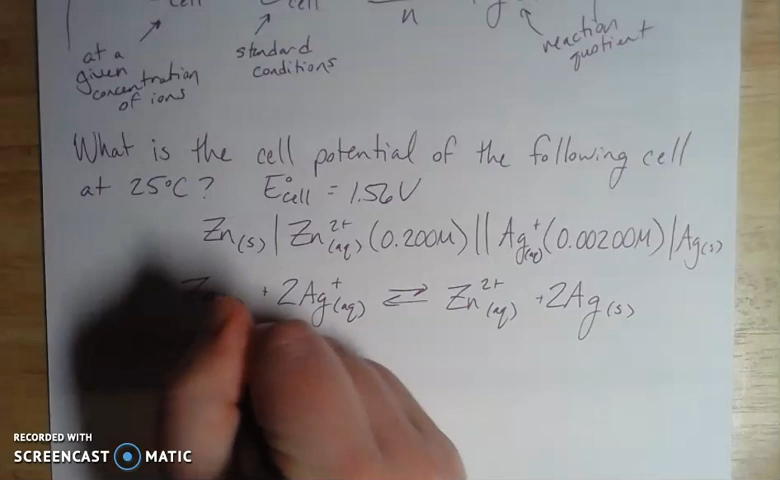 cell cell n
at a
given
concentration
of ions
standard
conditions
reaction
quotient
What is the cell potential of the following cell
at 25°C? E°cell = 1.56V
Zn(s) | Zn²⁺(aq) (0.200M) || Ag⁺(aq) (0.00200M) | Ag(s)
+ 2Ag⁺(aq) ⇄ Zn²⁺(aq) + 2Ag(s)
RECORDED WITH
SCREENCAST MATIC